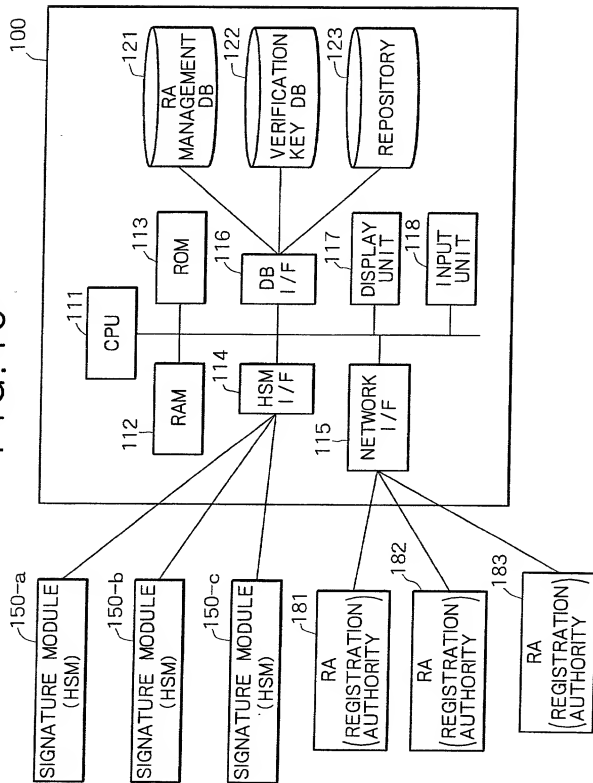 100
111
CPU
112
RAM
113
ROM
114
HSM
I/F
115
NETWORK
I/F
116
DB
I/F
117
DISPLAY
UNIT
118
INPUT
UNIT
121
RA
MANAGEMENT
DB
122
VERIFICATION
KEY DB
123
REPOSITORY
150-a
SIGNATURE MODULE
(HSM)
150-b
SIGNATURE MODULE
(HSM)
150-c
SIGNATURE MODULE
(HSM)
181
RA
(REGISTRATION
AUTHORITY)
182
RA
(REGISTRATION
AUTHORITY)
183
RA
(REGISTRATION
AUTHORITY)